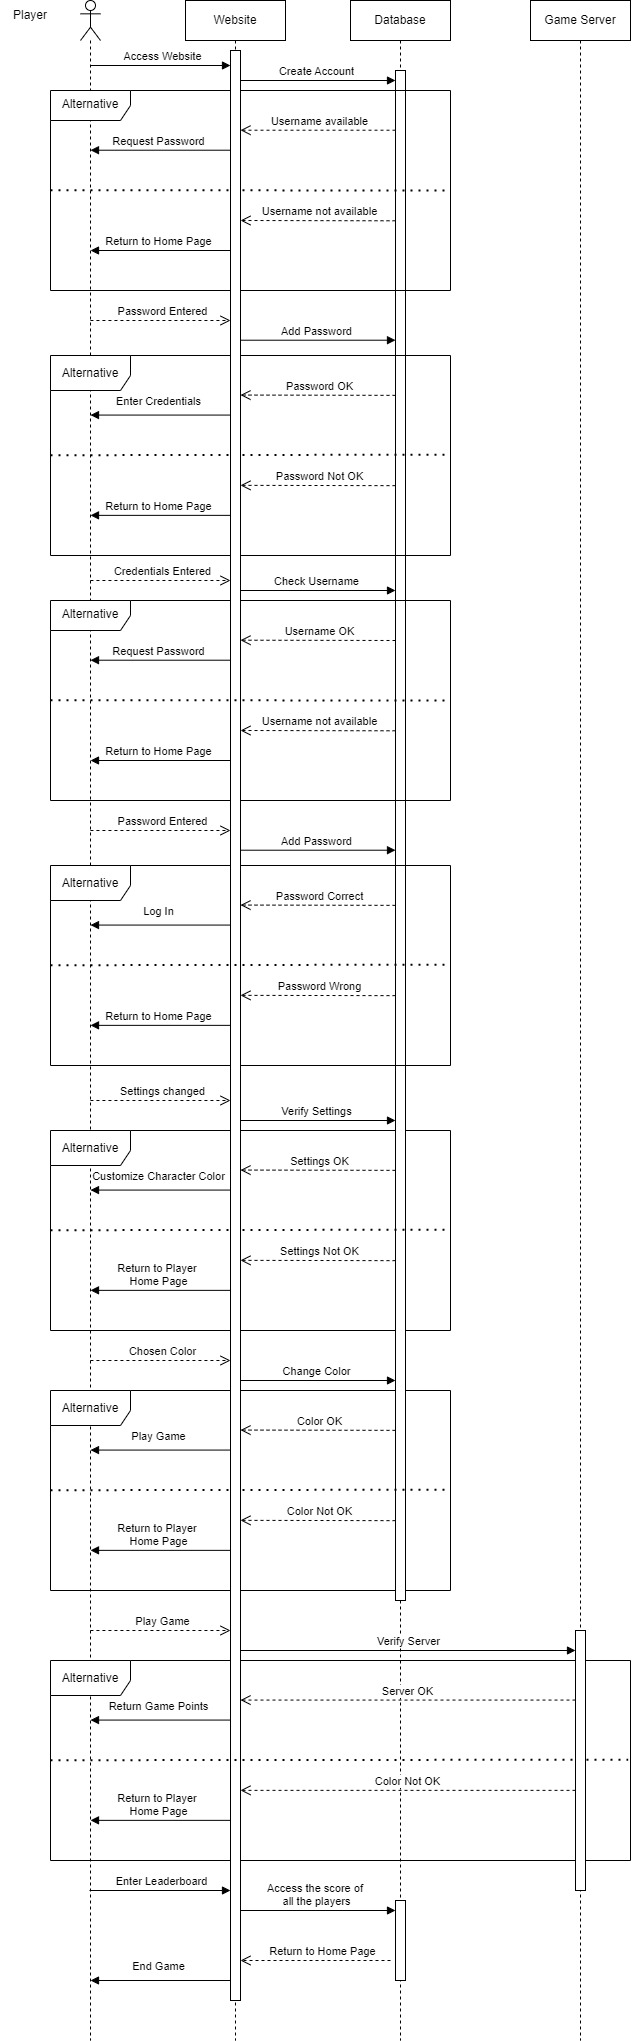 Player
Website
Database
Game Server
Access Website
Create Account
Alternative
Username available
Request Password
Username not available
Return to Home Page
Password Entered
Add Password
Alternative
Password OK
Enter Credentials
Password Not OK
Return to Home Page
Credentials Entered
Check Username
Alternative
Username OK
Request Password
Username not available
Return to Home Page
Password Entered
Add Password
Alternative
Password Correct
Log In
Password Wrong
Return to Home Page
Settings changed
Verify Settings
Alternative
Settings OK
Customize Character Color
Settings Not OK
Return to Player
Home Page
Chosen Color
Change Color
Alternative
Color OK
Play Game
Color Not OK
Return to Player
Home Page
Play Game
Verify Server
Alternative
Server OK
Return Game Points
Color Not OK
Return to Player
Home Page
Enter Leaderboard
Access the score of
all the players
Return to Home Page
End Game